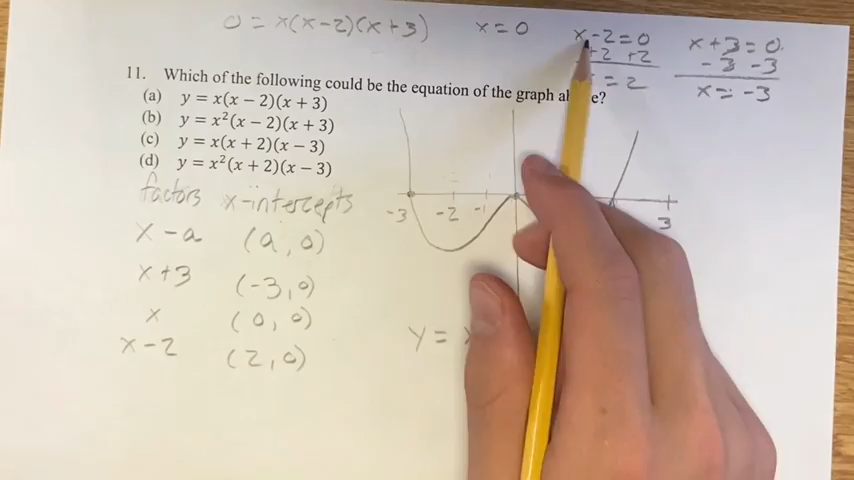 0 = x(x-2)(x+3)
x=0
x-2=0
+2 +2
= 2
x+3=0
-3 -3
x=-3
11. Which of the following could be the equation of the graph ab e?
(a) y = x(x − 2)(x + 3)
(b) y = x²(x − 2)(x + 3)
(c) y = x(x + 2)(x − 3)
(d) y = x²(x + 2)(x − 3)
factors x-intercepts
x-a (a, 0)
x+3 (-3,0)
x (0, 0)
x-2 (2,0)
-3 -2 -1 3
y =